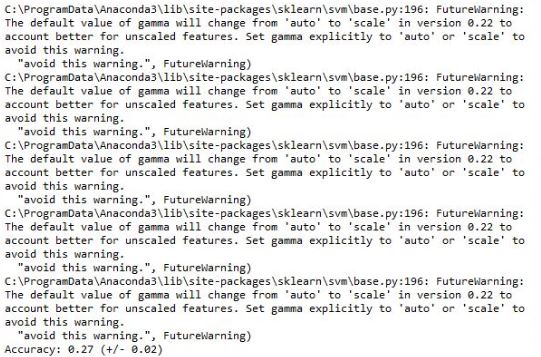 C:\ProgramData\Anaconda3\lib\site-packages\sklearn\svm\base.py:196: FutureWarning:
The default value of gamma will change from 'auto' to 'scale' in version 0.22 to
account better for unscaled features. Set gamma explicitly to 'auto' or 'scale' to
avoid this warning.
  "avoid this warning.", FutureWarning)
C:\ProgramData\Anaconda3\lib\site-packages\sklearn\svm\base.py:196: FutureWarning:
The default value of gamma will change from 'auto' to 'scale' in version 0.22 to
account better for unscaled features. Set gamma explicitly to 'auto' or 'scale' to
avoid this warning.
  "avoid this warning.", FutureWarning)
C:\ProgramData\Anaconda3\lib\site-packages\sklearn\svm\base.py:196: FutureWarning:
The default value of gamma will change from 'auto' to 'scale' in version 0.22 to
account better for unscaled features. Set gamma explicitly to 'auto' or 'scale' to
avoid this warning.
  "avoid this warning.", FutureWarning)
C:\ProgramData\Anaconda3\lib\site-packages\sklearn\svm\base.py:196: FutureWarning:
The default value of gamma will change from 'auto' to 'scale' in version 0.22 to
account better for unscaled features. Set gamma explicitly to 'auto' or 'scale' to
avoid this warning.
  "avoid this warning.", FutureWarning)
C:\ProgramData\Anaconda3\lib\site-packages\sklearn\svm\base.py:196: FutureWarning:
The default value of gamma will change from 'auto' to 'scale' in version 0.22 to
account better for unscaled features. Set gamma explicitly to 'auto' or 'scale' to
avoid this warning.
  "avoid this warning.", FutureWarning)
Accuracy: 0.27 (+/- 0.02)